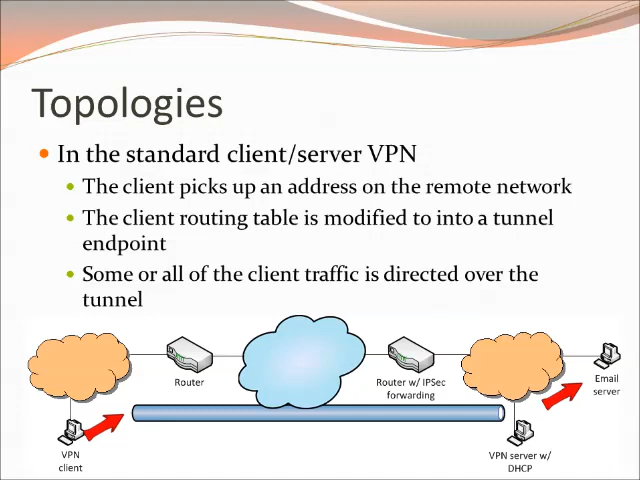 Topologies
In the standard client/server VPN
The client picks up an address on the remote network
The client routing table is modified to into a tunnel
endpoint
Some or all of the client traffic is directed over the
tunnel
Router
Router w/ IPSec
forwarding
Email
server
VPN
client
VPN server w/
DHCP